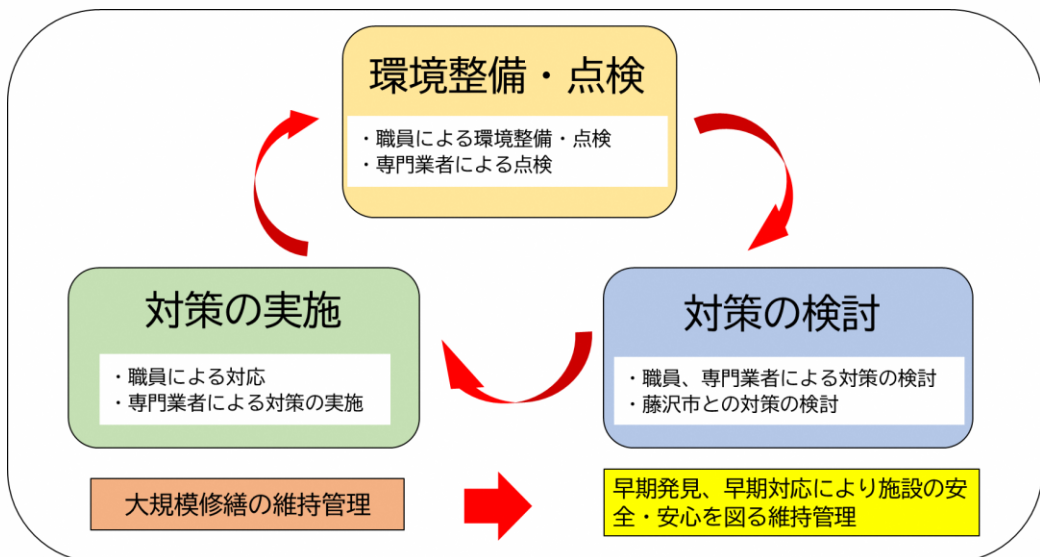 環境整備・点検
・職員による環境整備・点検
・専門業者による点検
対策の実施
・職員による対応
・専門業者による対策の実施
対策の検討
・職員、専門業者による対策の検討
・藤沢市との対策の検討
大規模修繕の維持管理
早期発見、早期対応により施設の安
全・安心を図る維持管理